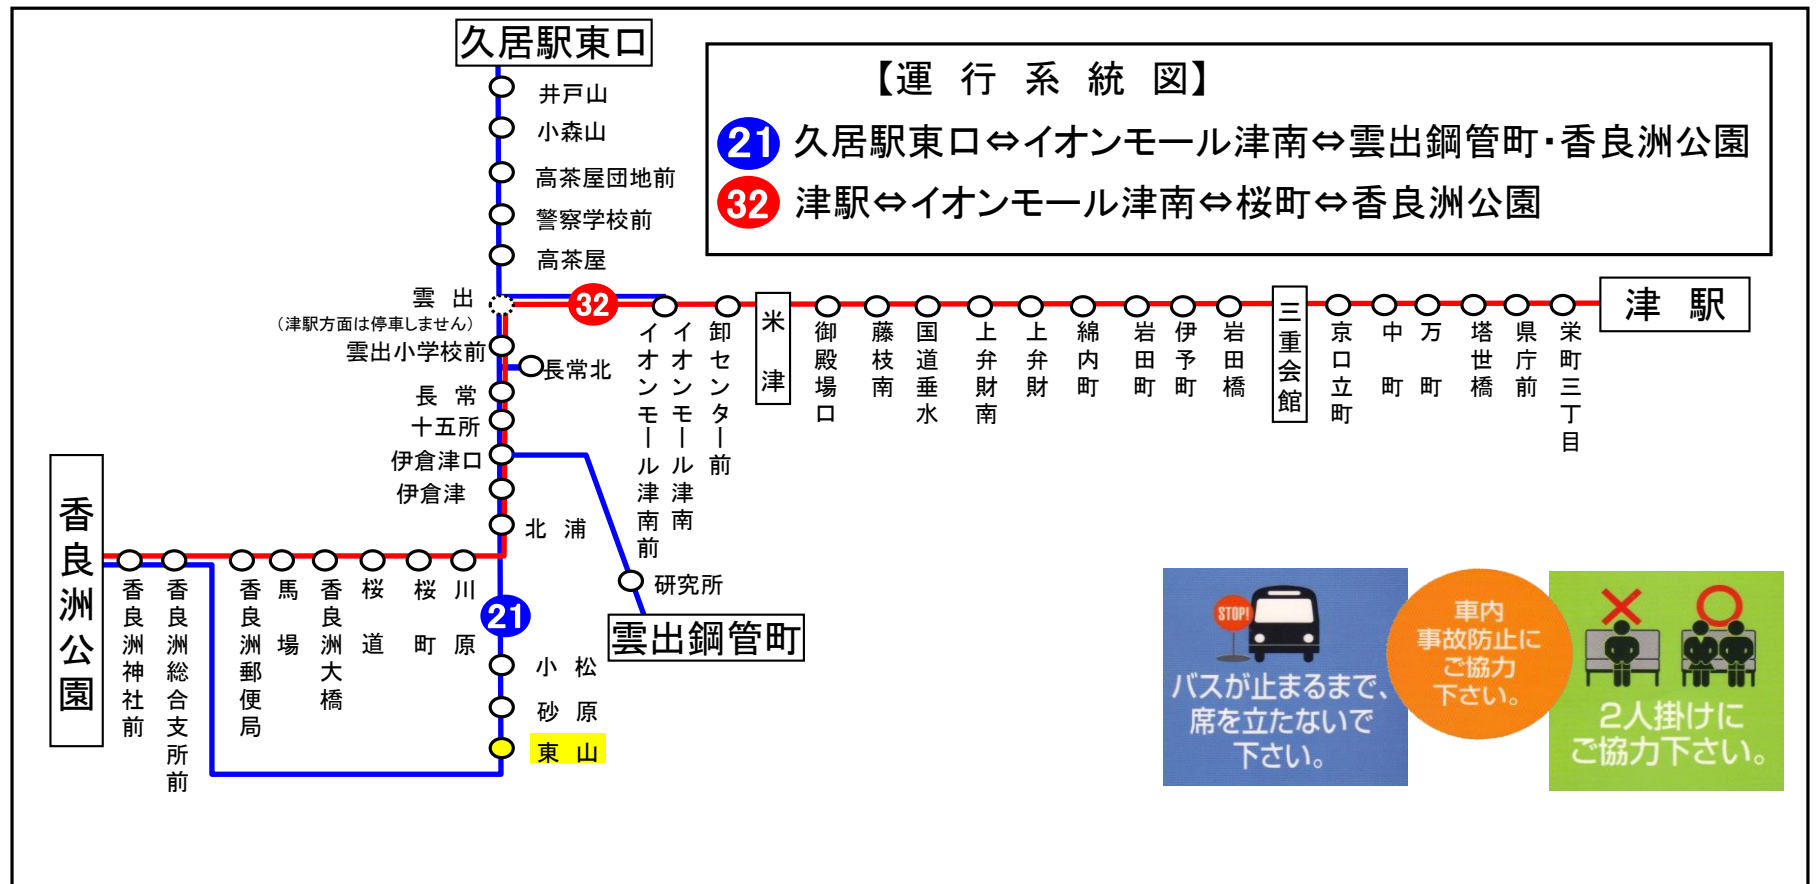 久居駅東口
【運 行 系 統 図】
21 久居駅東口⇔イオンモール津南⇔雲出鋼管町・香良洲公園
32 津駅⇔イオンモール津南⇔桜町⇔香良洲公園
井戸山
小森山
高茶屋団地前
警察学校前
高茶屋
雲 出
（津駅方面は停車しません）
雲出小学校前
長常北
長 常
十五所
伊倉津口
伊倉津
北 浦
32
イオンモール津南前
イオンモール津南
卸センター前
米津
御殿場口
藤枝南
国道垂水
上弁財南
上弁財
綿内町
岩田町
伊予町
岩田橋
三重会館
京口立町
中町
万町
塔世橋
県庁前
栄町三丁目
津 駅
香良洲公園
香良洲神社前
香良洲総合支所前
香良洲郵便局
馬場
香良洲大橋
桜道
桜町
川原
21
小 松
砂 原
東 山
研究所
雲出鋼管町
STOP!
バスが止まるまで、
席を立たないで
下さい。
車内
事故防止に
ご協力
下さい。
2人掛けに
ご協力下さい。